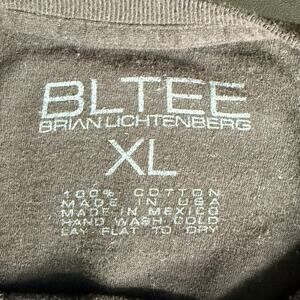 BLTEE
BRIAN LICHTENBERG
XL
100% COTTON
MADE IN USA
MADE IN MEXICO
HAND WASH COLD
LAY FLAT TO DRY